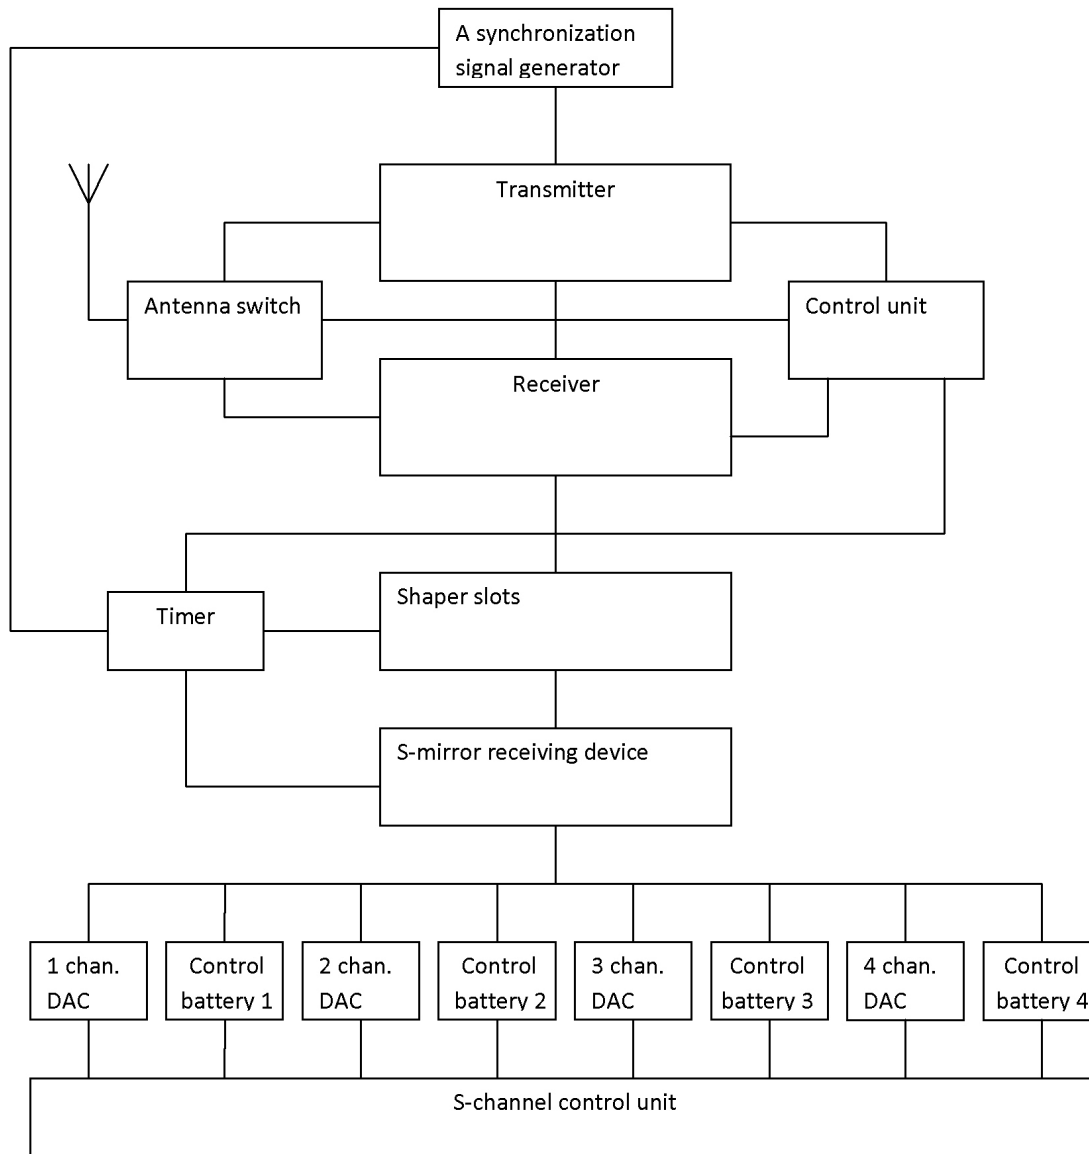 A synchronization
signal generator
Transmitter
Antenna switch
Control unit
Receiver
Shaper slots
Timer
S-mirror receiving device
1 chan.
DAC
Control
battery 1
2 chan.
DAC
Control
battery 2
3 chan.
DAC
Control
battery 3
4 chan.
DAC
Control
battery 4
S-channel control unit